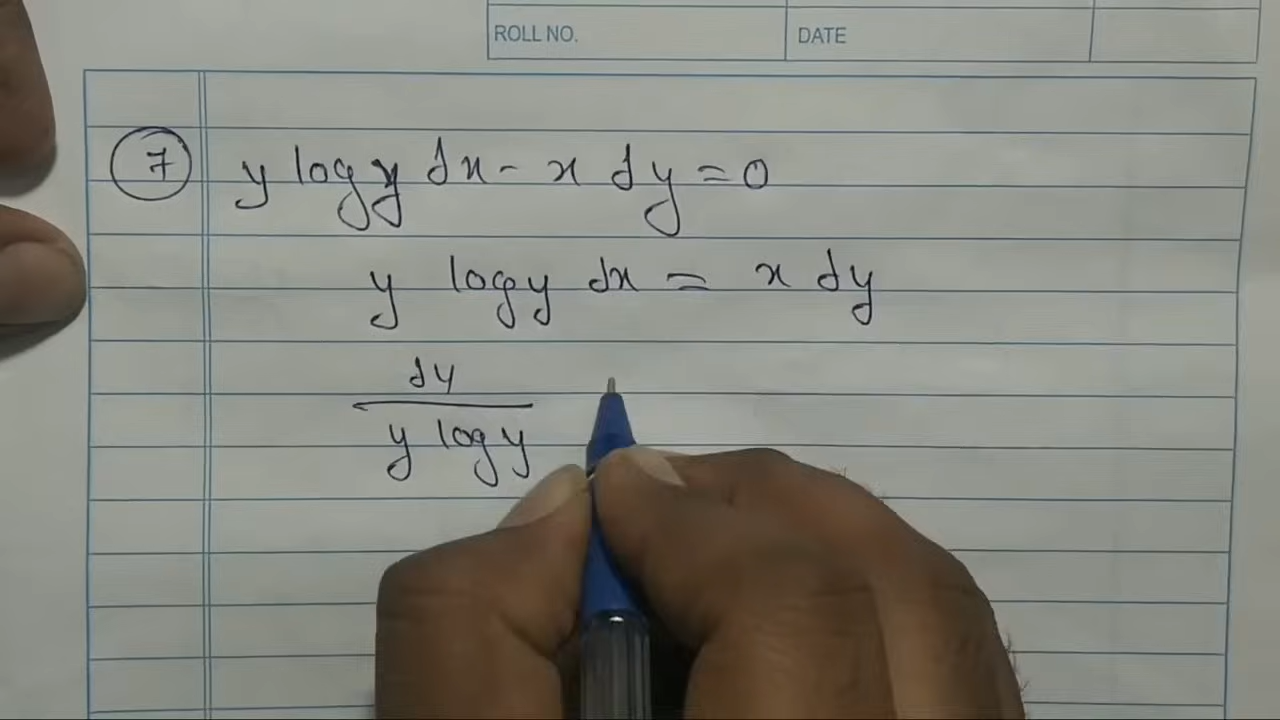 ROLL NO. DATE
7 y log y dx - x dy = 0
y log y dx = x dy
dy
y log y